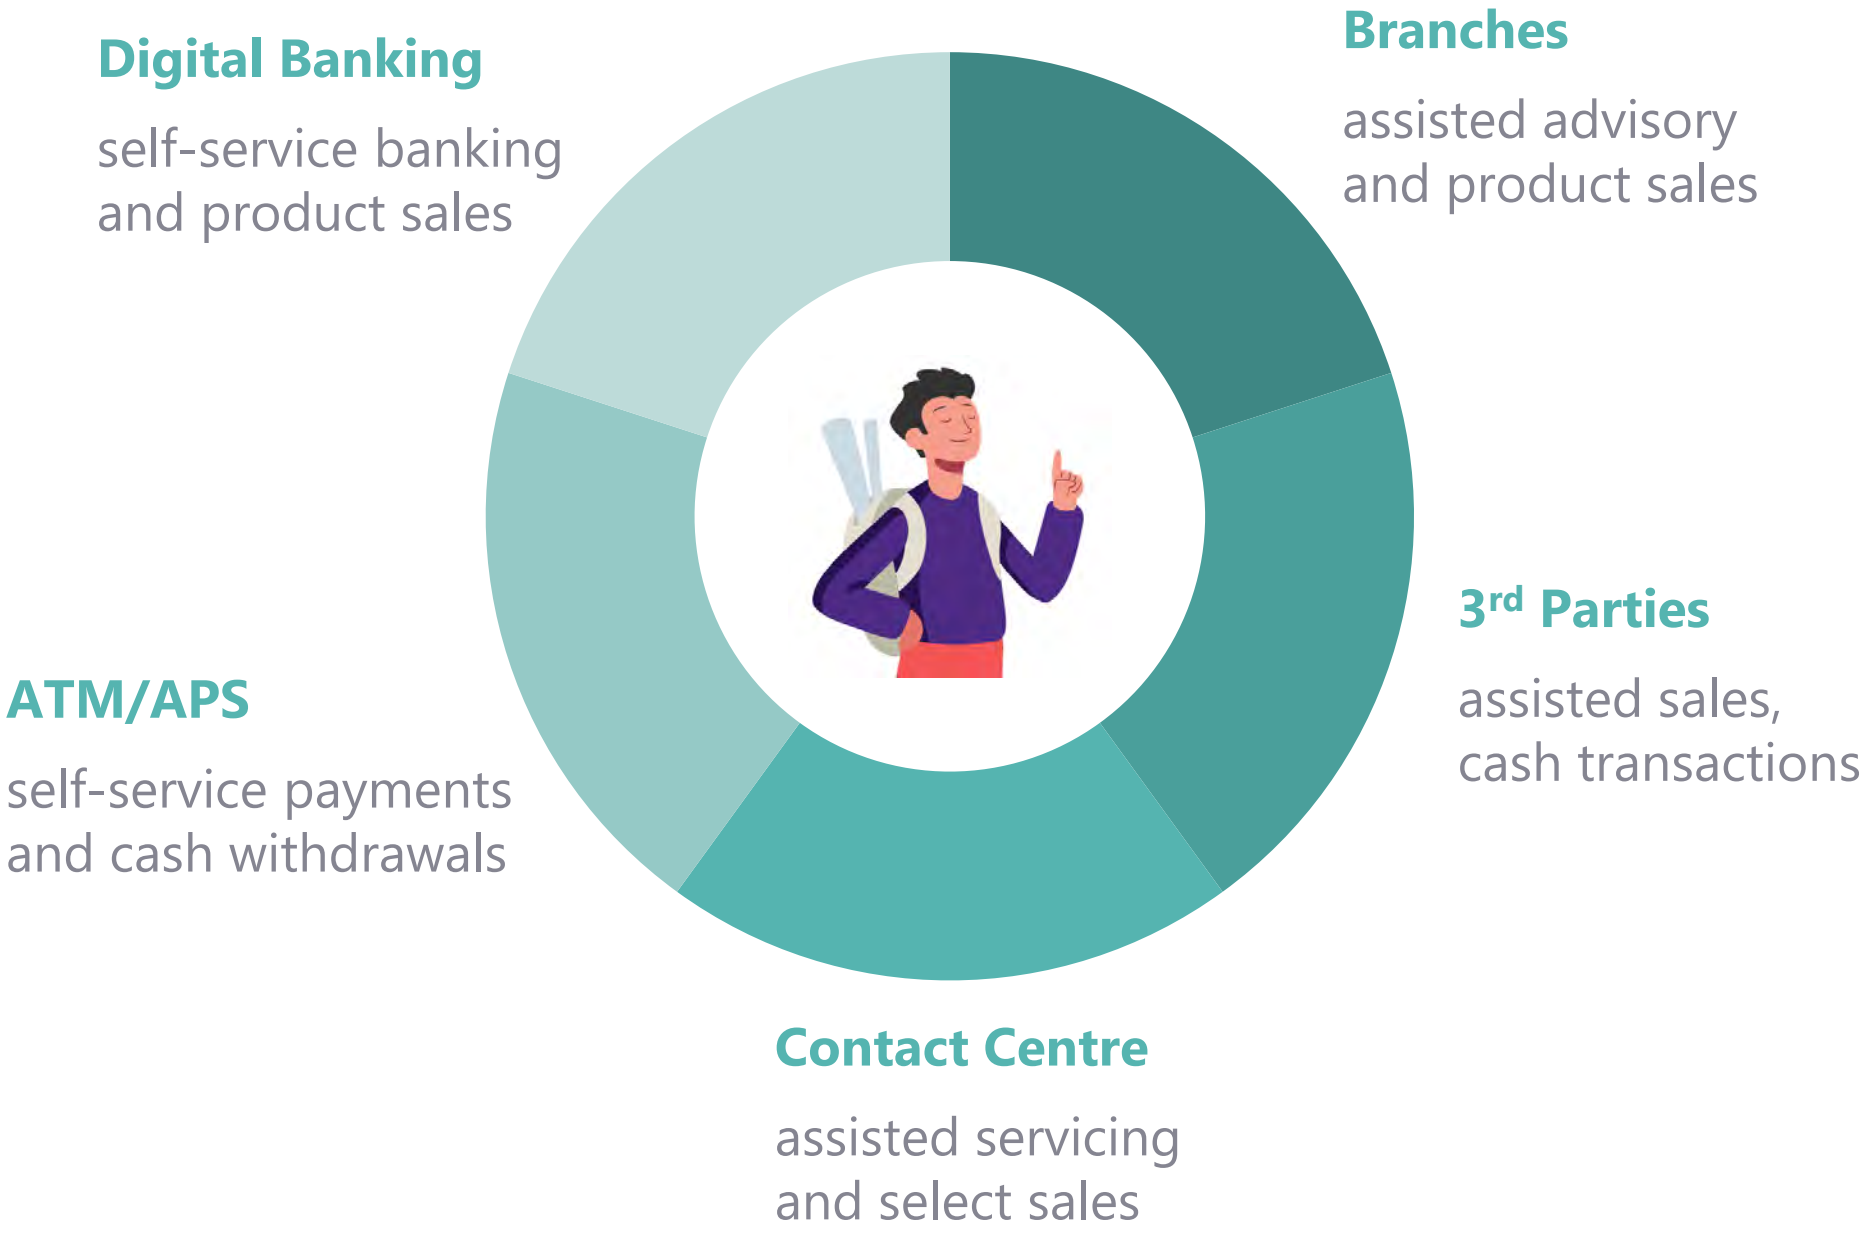 Digital Banking
self-service banking
and product sales
Branches
assisted advisory
and product sales
3rd Parties
assisted sales,
cash transactions
ATM/APS
self-service payments
and cash withdrawals
Contact Centre
assisted servicing
and select sales